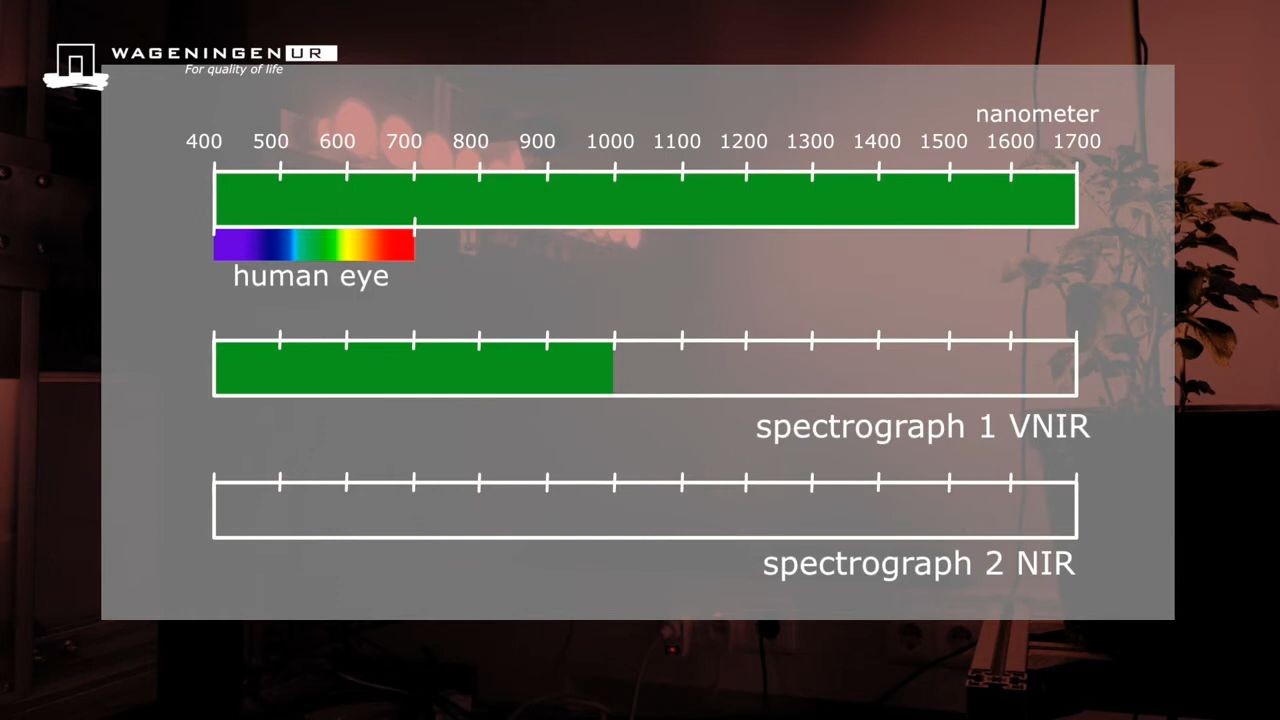 WAGENINGEN UR
For quality of life
nanometer
400 500 600 700 800 900 1000 1100 1200 1300 1400 1500 1600 1700
human eye
spectrograph 1 VNIR
spectrograph 2 NIR